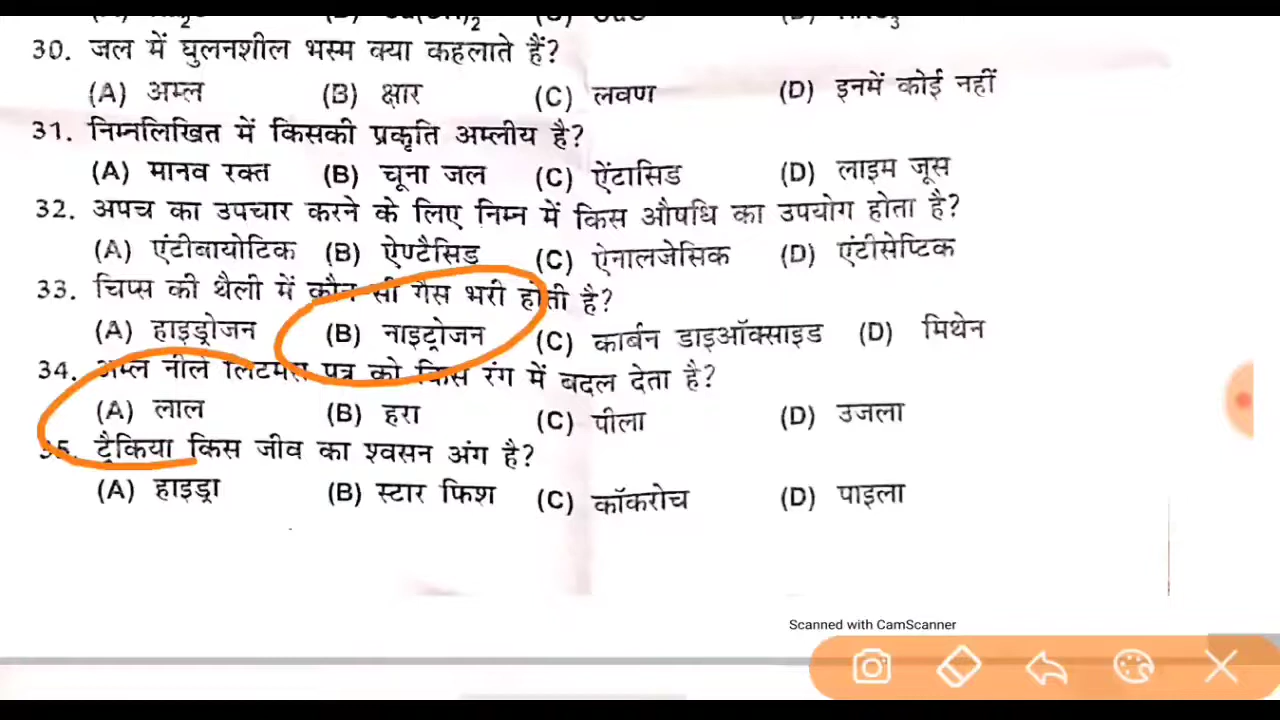 30. जल में घुलनशील भस्म क्या कहलाते हैं?
(A) अम्ल (B) क्षार (C) लवण (D) इनमें कोई नहीं
31. निम्नलिखित में किसकी प्रकृति अम्लीय है?
(A) मानव रक्त (B) चूना जल (C) ऐंटासिड (D) लाइम जूस
32. अपच का उपचार करने के लिए निम्न में किस औषधि का उपयोग होता है?
(A) एंटीबायोटिक (B) ऐण्टैसिड (C) ऐनालजेसिक (D) एंटीसेप्टिक
33. चिप्स की थैली में कौन सी गैस भरी होती है?
(A) हाइड्रोजन (B) नाइट्रोजन (C) कार्बन डाइऑक्साइड (D) मिथेन
34. अम्ल नीले लिटमस पत्र को किस रंग में बदल देता है?
(A) लाल (B) हरा (C) पीला (D) उजला
35. ट्रैकिया किस जीव का श्वसन अंग है?
(A) हाइड्रा (B) स्टार फिश (C) कॉकरोच (D) पाइला
Scanned with CamScanner